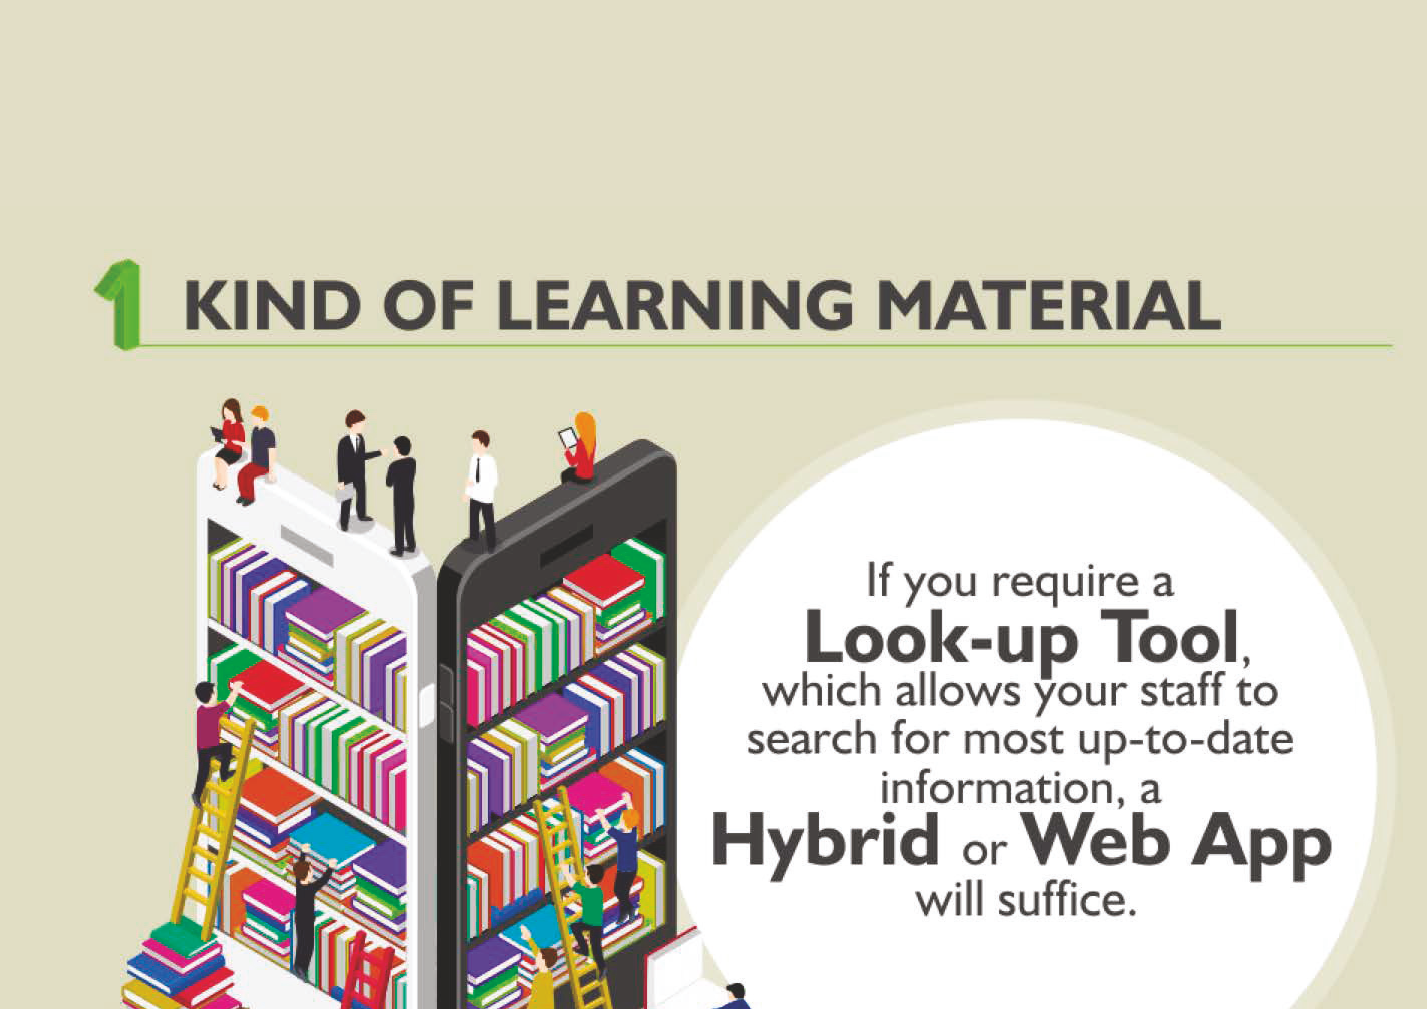 1 KIND OF LEARNING MATERIAL
If you require a
Look-up Tool,
which allows your staff to
search for most up-to-date
information, a
Hybrid or Web App
will suffice.